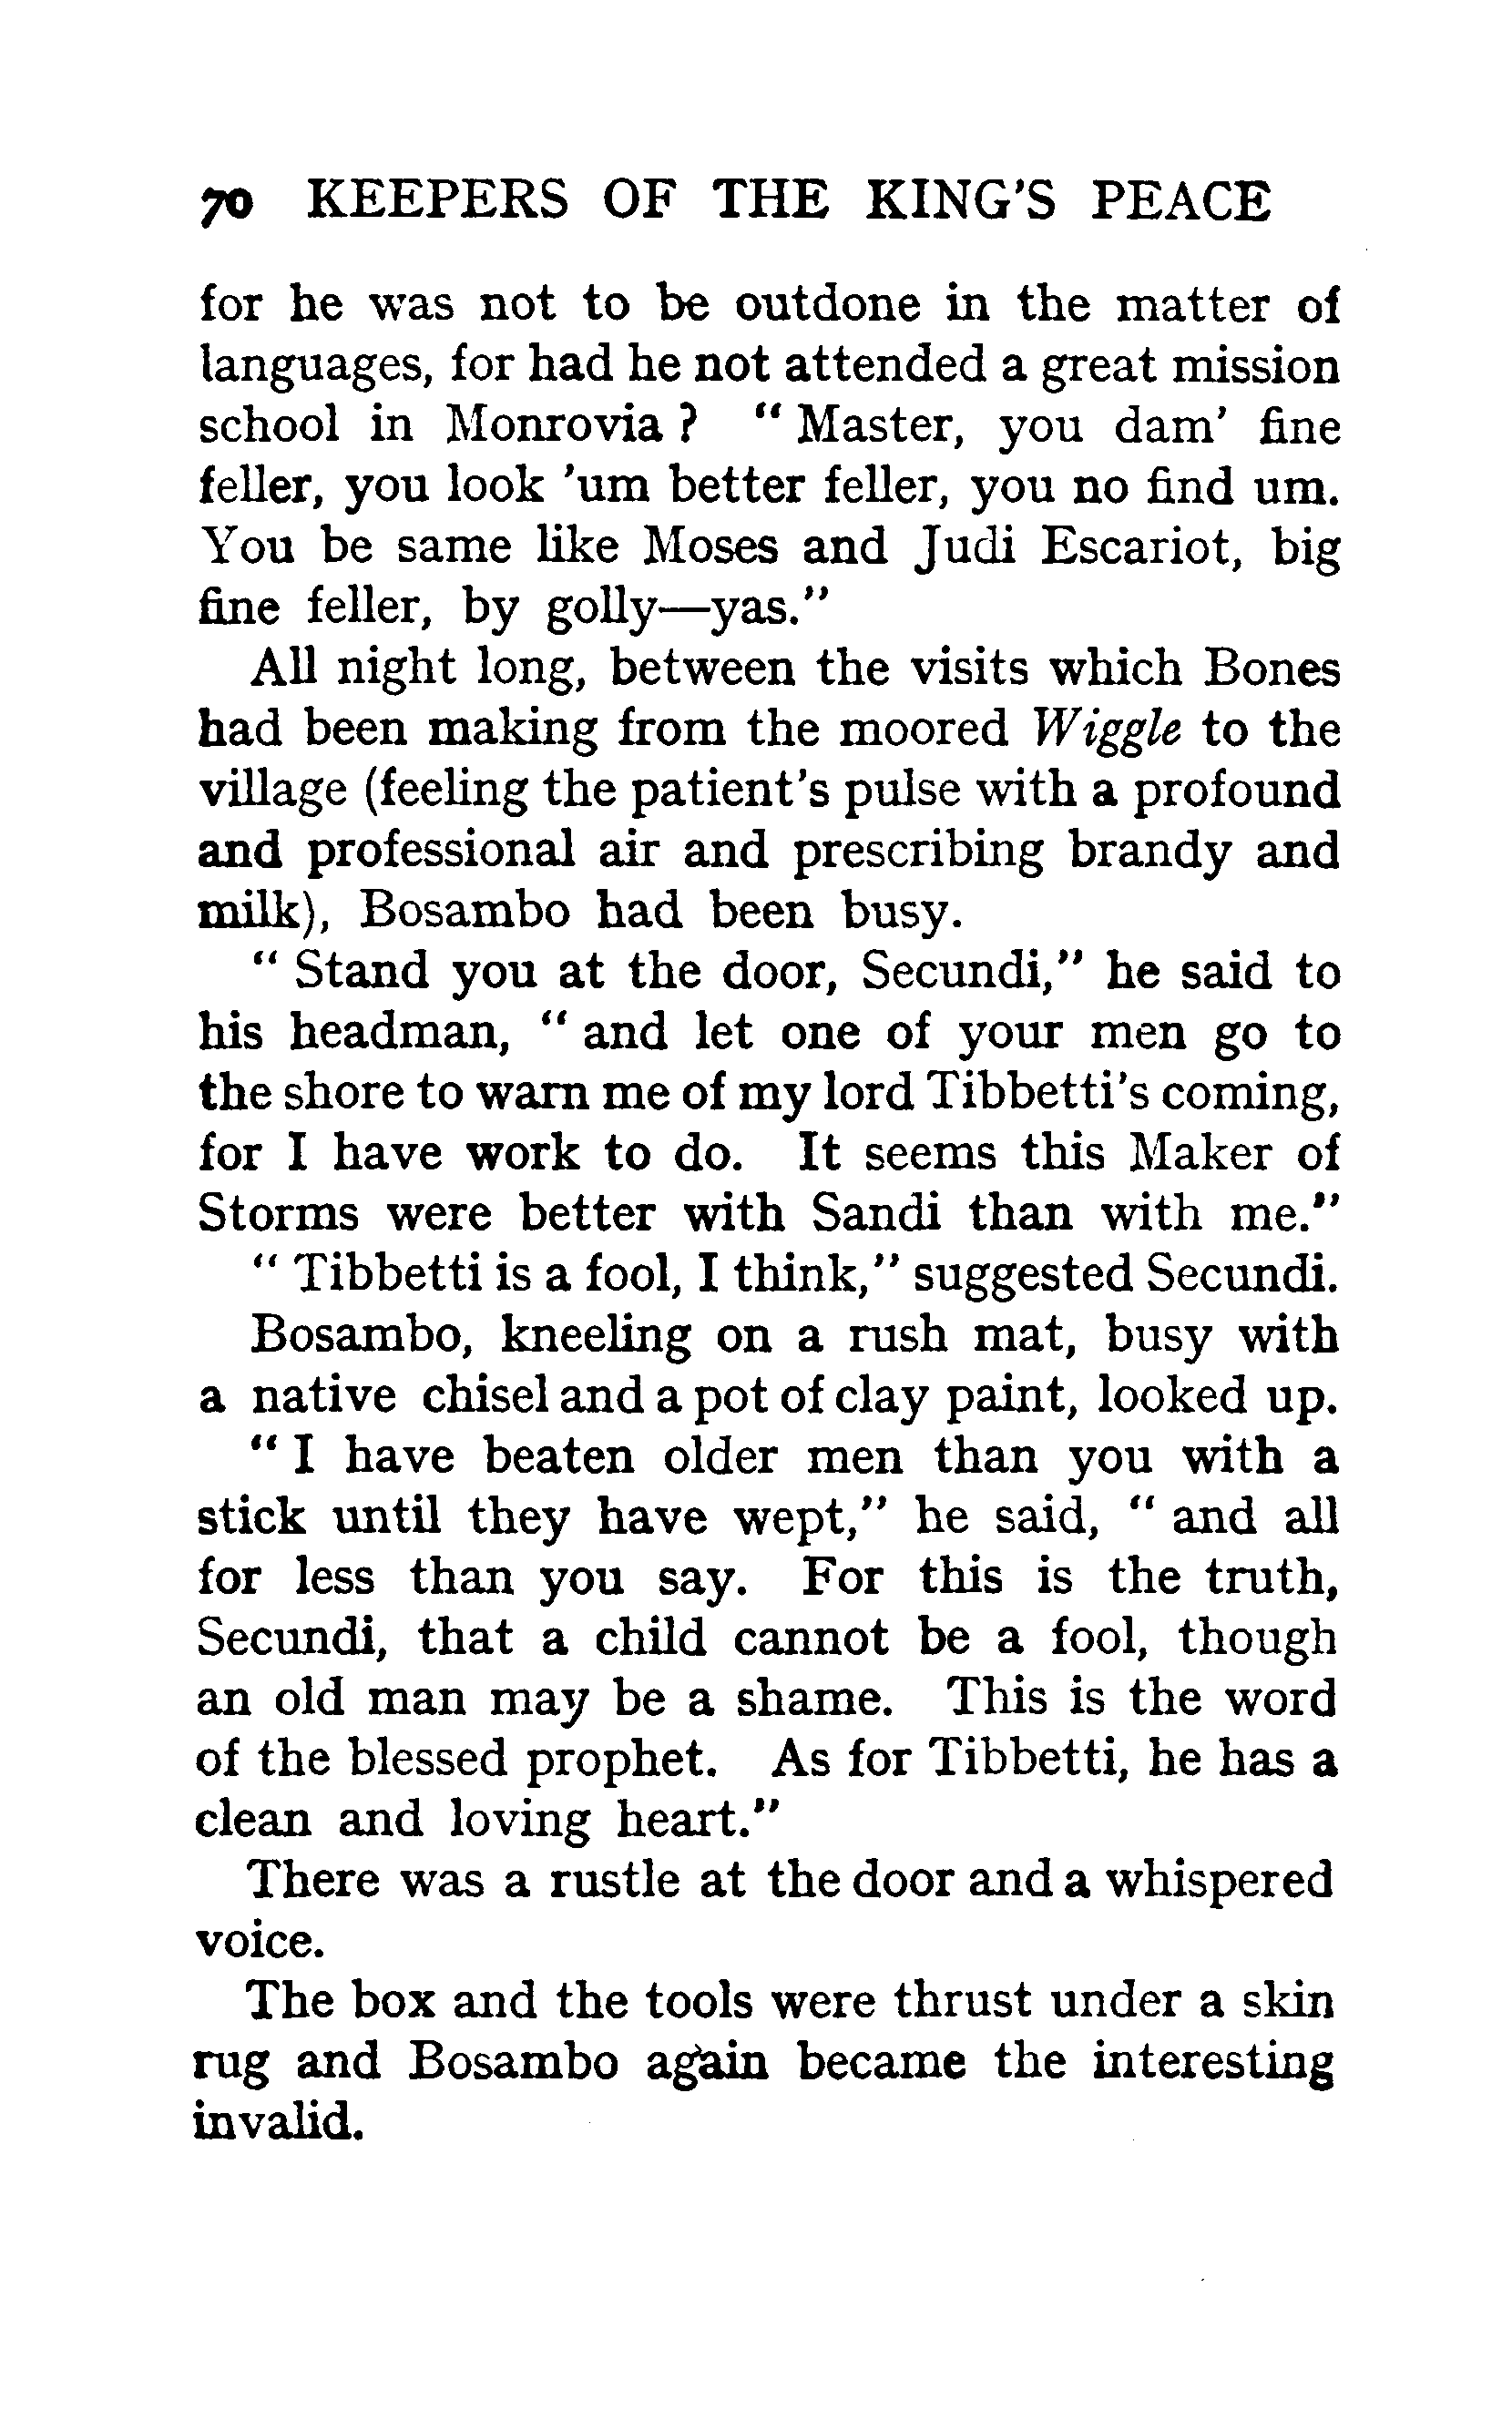 70 KEEPERS OF THE KING'S PEACE
for he was not to be outdone in the matter of
languages, for had he not attended a great mission
school in Monrovia ? " Master, you dam' fine
feller, you look 'um better feller, you no find um.
You be same like Moses and Judi Escariot, big
fine feller, by golly—yas."
All night long, between the visits which Bones
had been making from the moored Wiggle to the
village (feeling the patient's pulse with a profound
and professional air and prescribing brandy and
milk), Bosambo had been busy.
" Stand you at the door, Secundi," he said to
his headman, " and let one of your men go to
the shore to warn me of my lord Tibbetti's coming,
for I have work to do. It seems this Maker of
Storms were better with Sandi than with me."
" Tibbetti is a fool, I think," suggested Secundi.
Bosambo, kneeling on a rush mat, busy with
a native chisel and a pot of clay paint, looked up.
" I have beaten older men than you with a
stick until they have wept," he said, " and all
for less than you say. For this is the truth,
Secundi, that a child cannot be a fool, though
an old man may be a shame. This is the word
of the blessed prophet. As for Tibbetti, he has a
clean and loving heart."
There was a rustle at the door and a whispered
voice.
The box and the tools were thrust under a skin
rug and Bosambo again became the interesting
invalid.